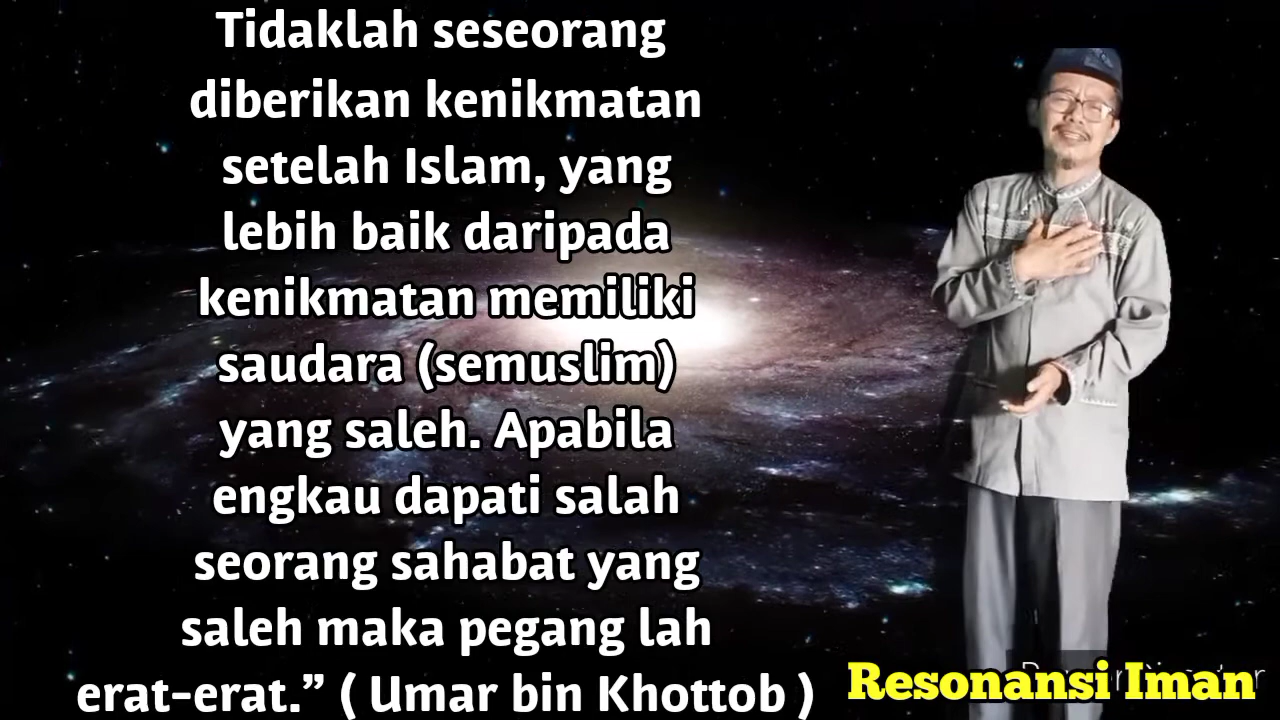 Tidaklah seseorang
diberikan kenikmatan
setelah Islam, yang
lebih baik daripada
kenikmatan memiliki
saudara (semuslim)
yang saleh. Apabila
engkau dapati salah
seorang sahabat yang
saleh maka pegang lah
erat-erat.” ( Umar bin Khottob )
Resonansi Iman